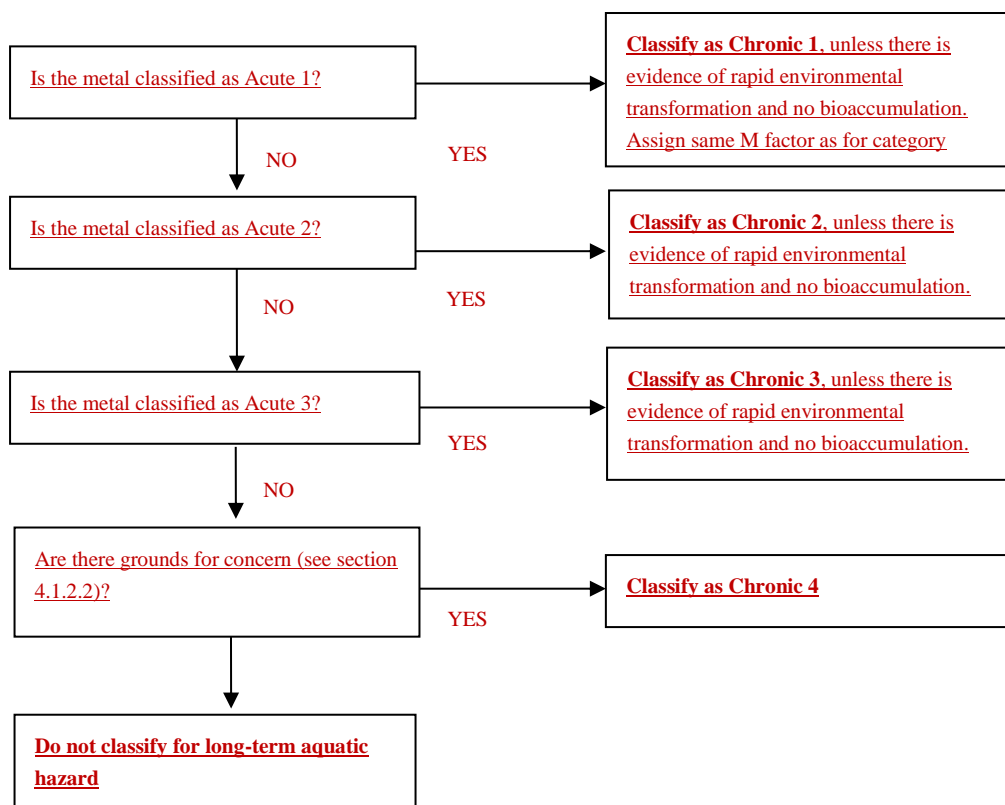 Is the metal classified as Acute 1?
Classify as Chronic 1, unless there is
evidence of rapid environmental
transformation and no bioaccumulation.
Assign same M factor as for category
NO
YES
Is the metal classified as Acute 2?
Classify as Chronic 2, unless there is
evidence of rapid environmental
transformation and no bioaccumulation.
NO
YES
Is the metal classified as Acute 3?
Classify as Chronic 3, unless there is
evidence of rapid environmental
transformation and no bioaccumulation.
YES
NO
Are there grounds for concern (see section
4.1.2.2)?
Classify as Chronic 4
YES
Do not classify for long-term aquatic
hazard